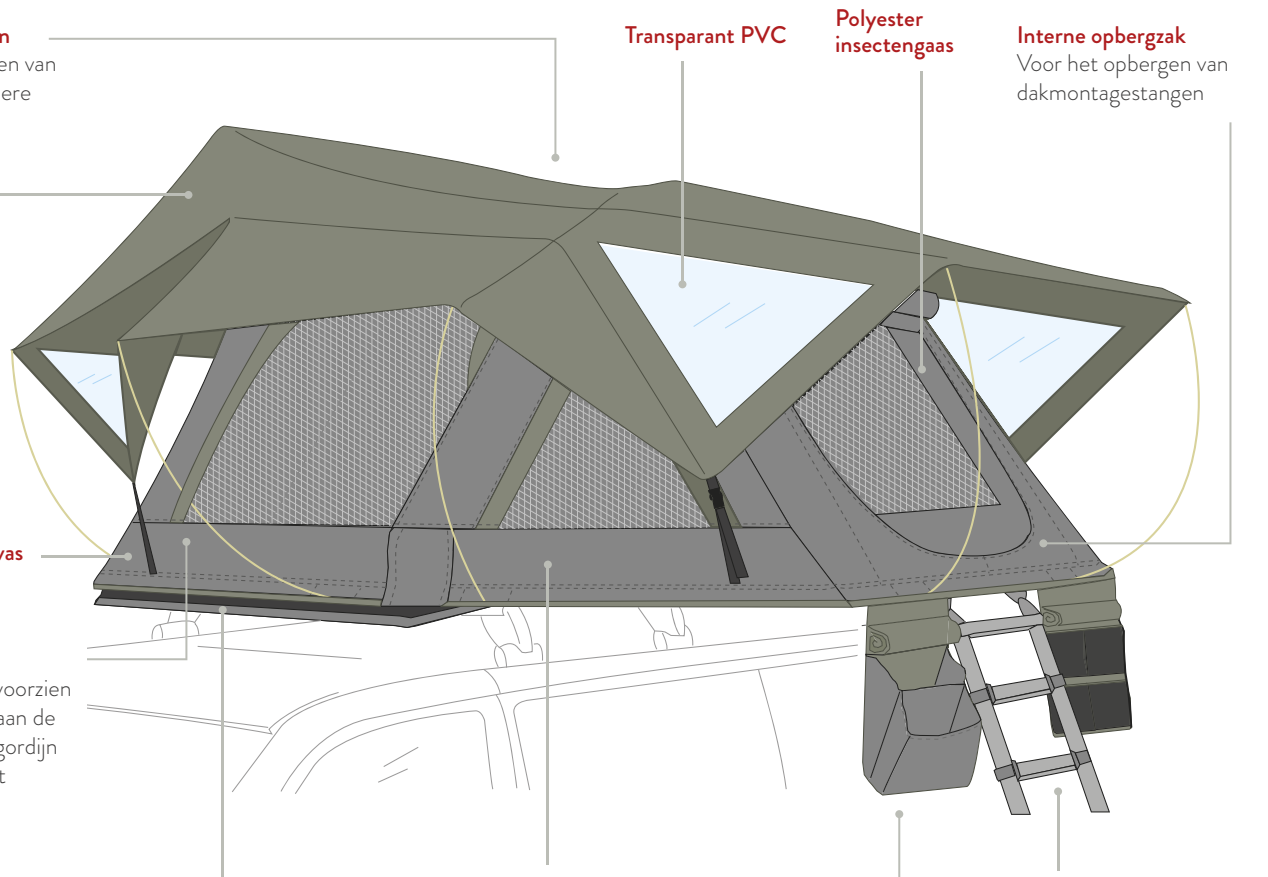 n
en van
ere
Transparant PVC
Polyester
insectengaas
Interne opbergzak
Voor het opbergen van
dakmontagestangen
vas
voorzien
aan de
gordijn
t